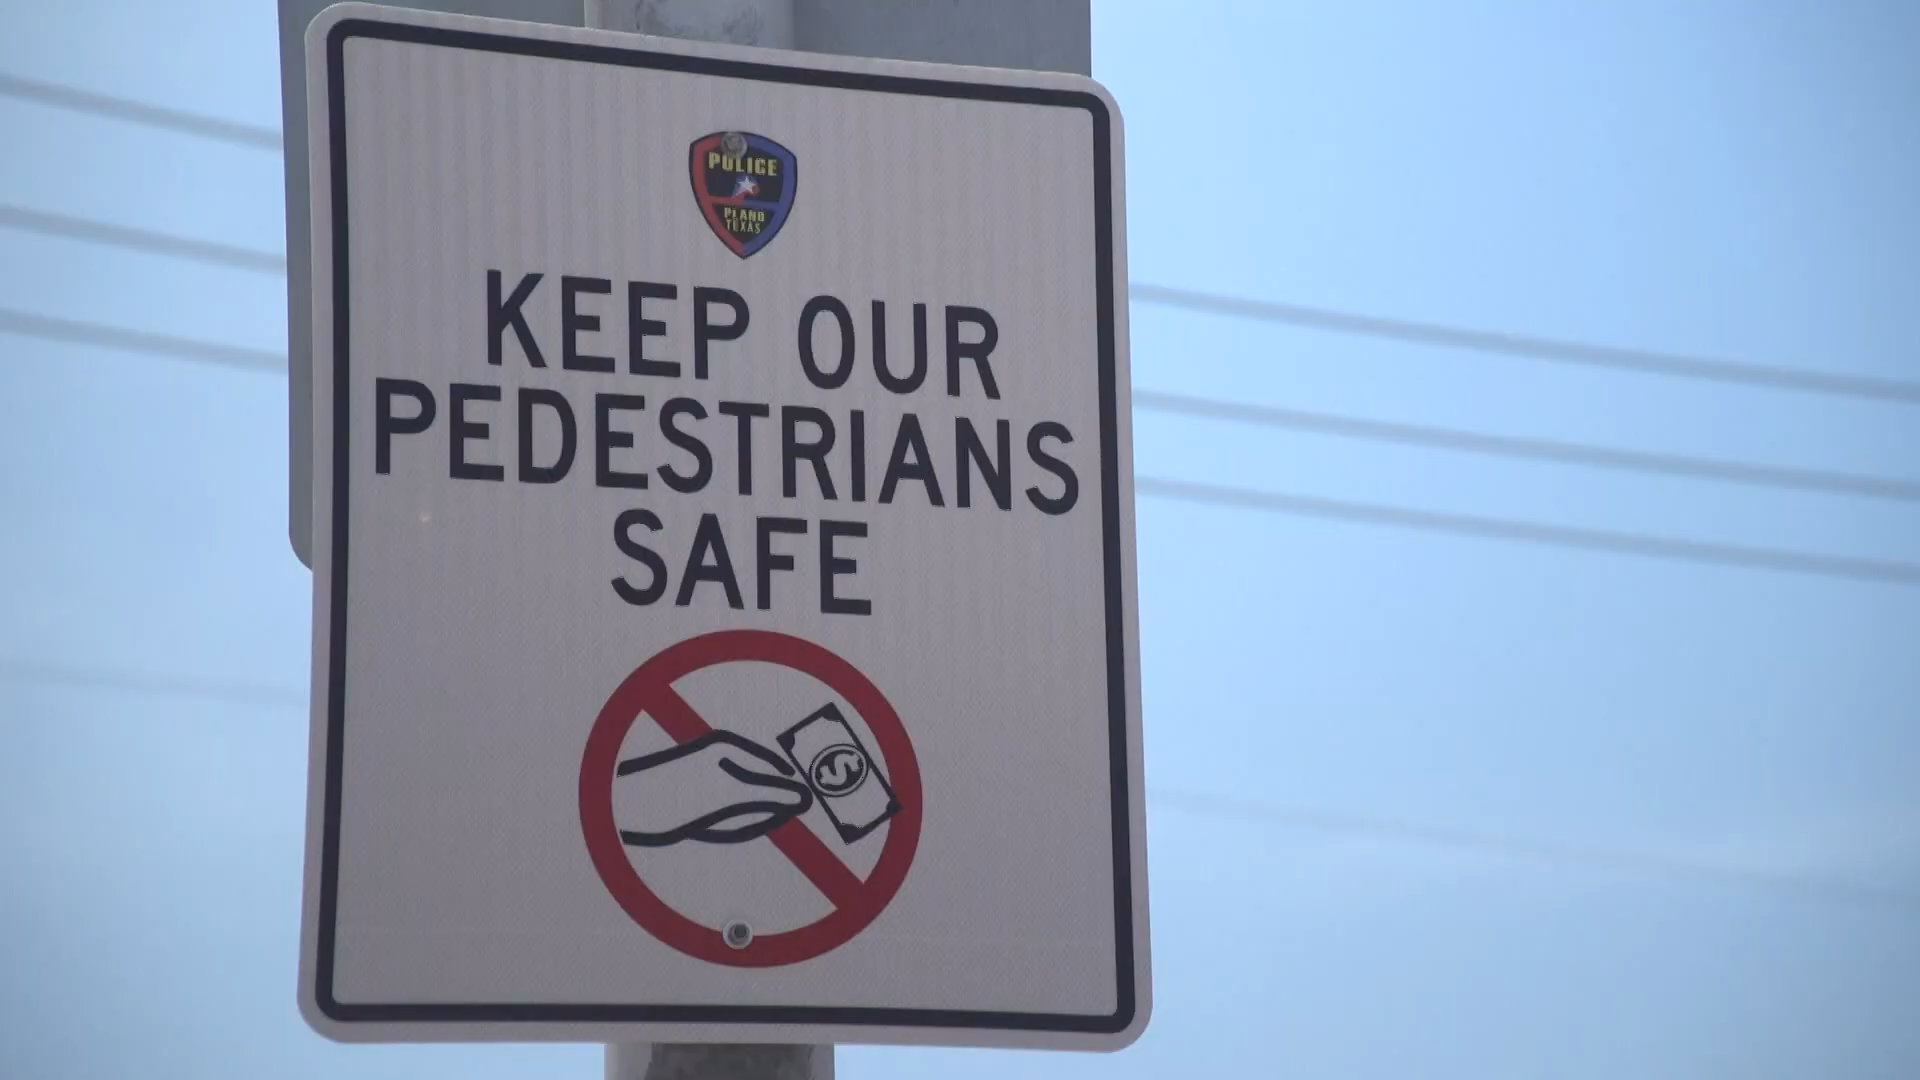 POLICE
PLANO
TEXAS
KEEP OUR
PEDESTRIANS
SAFE
$